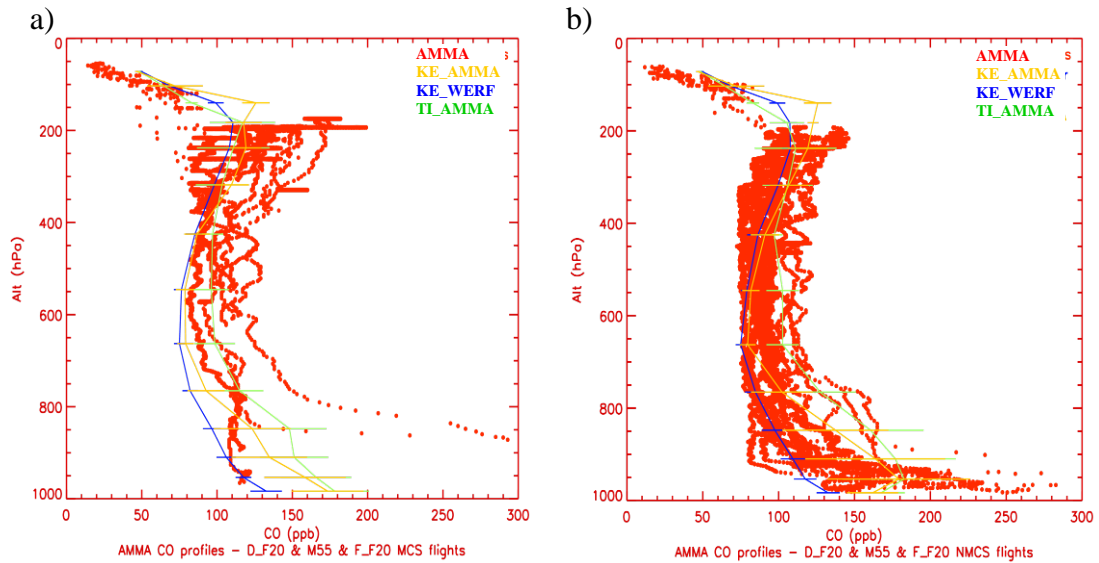 a)
AMMA s
KE_AMMA
KE_WERF
TI_AMMA
0
200
400
600
800
1000
Alt (hPa)
0 50 100 150 200 250 300
CO (ppb)
AMMA CO profiles - D_F20 & M55 & F_F20 MCS flights
b)
AMMA s
KE_AMMA
KE_WERF
TI_AMMA
0
200
400
600
800
1000
Alt (hPa)
0 50 100 150 200 250 300
CO (ppb)
AMMA CO profiles - D_F20 & M55 & F_F20 NMCS flights